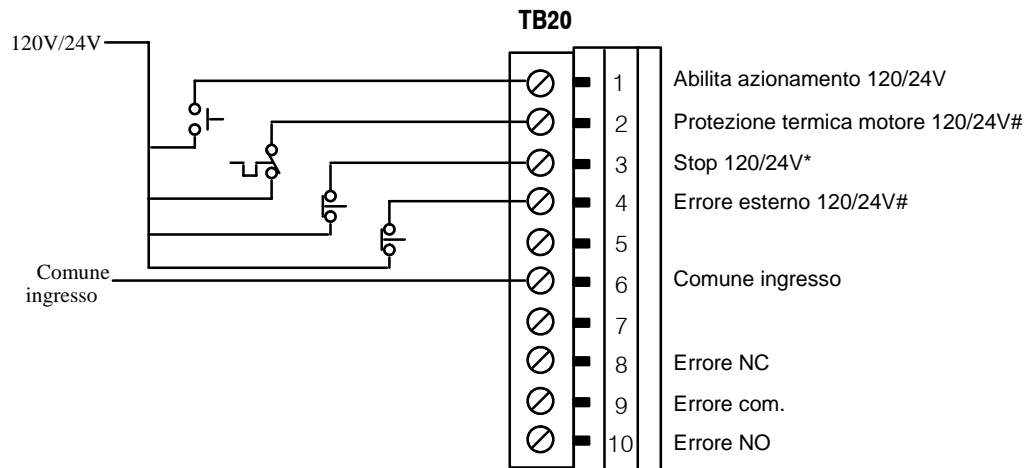 TB20
120V/24V
1 Abilita azionamento 120/24V
2 Protezione termica motore 120/24V#
3 Stop 120/24V*
4 Errore esterno 120/24V#
5
Comune
ingresso
6 Comune ingresso
7
8 Errore NC
9 Errore com.
10 Errore NO